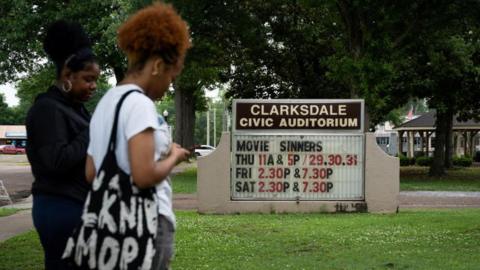 CLARKSDALE
CIVIC AUDITORIUM
MOVIE SINNERS
THU 11A & 5P / 29.30.31
FRI 2.30P & 7.30P
SAT 2.30P & 7.30P
MOP!